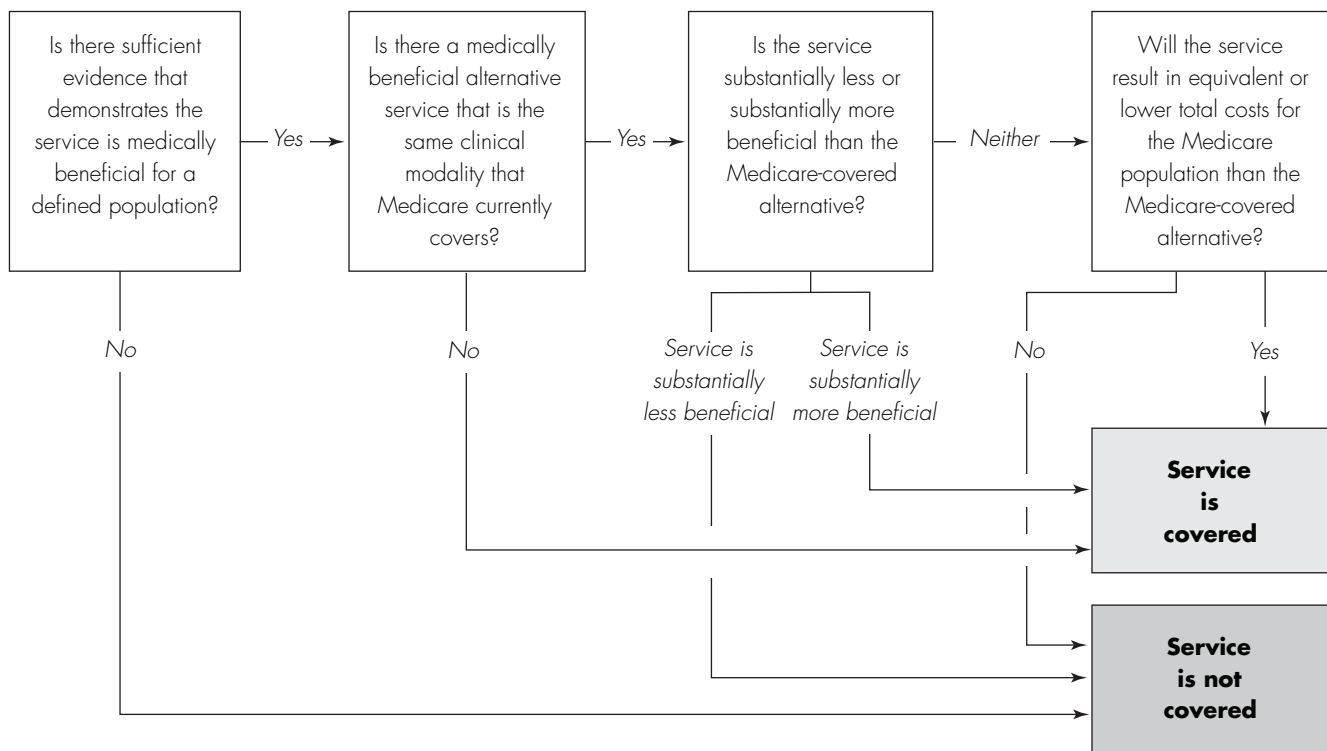 Is there sufficient
evidence that
demonstrates the
service is medically
beneficial for a
defined population?
Yes
Is there a medically
beneficial alternative
service that is the
same clinical
modality that
Medicare currently
covers?
Yes
Is the service
substantially less or
substantially more
beneficial than the
Medicare-covered
alternative?
Neither
Will the service
result in equivalent or
lower total costs for
the Medicare
population than the
Medicare-covered
alternative?
No
No
Service is
substantially
less beneficial
Service is
substantially
more beneficial
No
Yes
Service
is
covered
Service
is not
covered